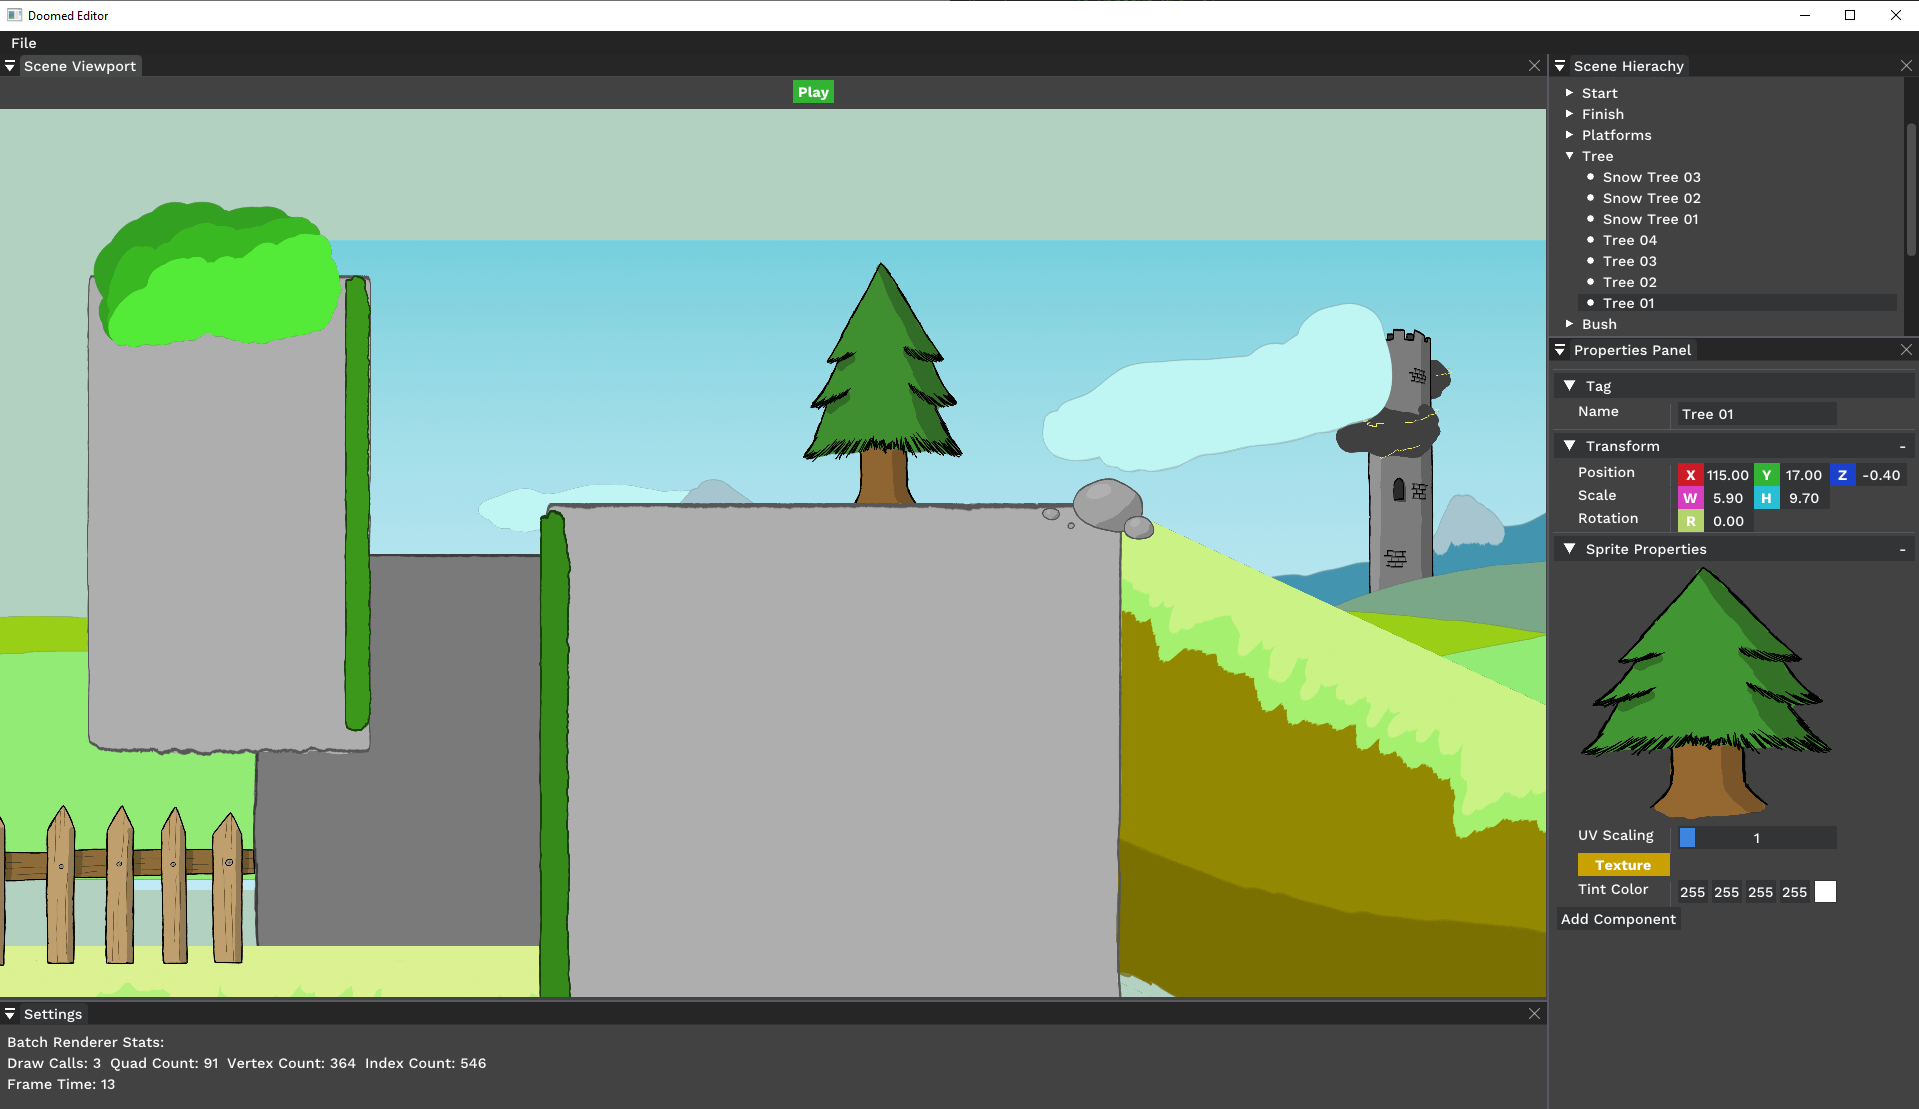 Doomed Editor
File
Scene Viewport
Play
Scene Hierachy
Start
Finish
Platforms
Tree
Snow Tree 03
Snow Tree 02
Snow Tree 01
Tree 04
Tree 03
Tree 02
Tree 01
Bush
Properties Panel
Tag
Name Tree 01
Transform -
Position X 115.00 Y 17.00 Z -0.40
Scale W 5.90 H 9.70
Rotation R 0.00
Sprite Properties -
UV Scaling 1
Texture
Tint Color 255 255 255 255
Add Component
Settings
Batch Renderer Stats:
Draw Calls: 3 Quad Count: 91 Vertex Count: 364 Index Count: 546
Frame Time: 13